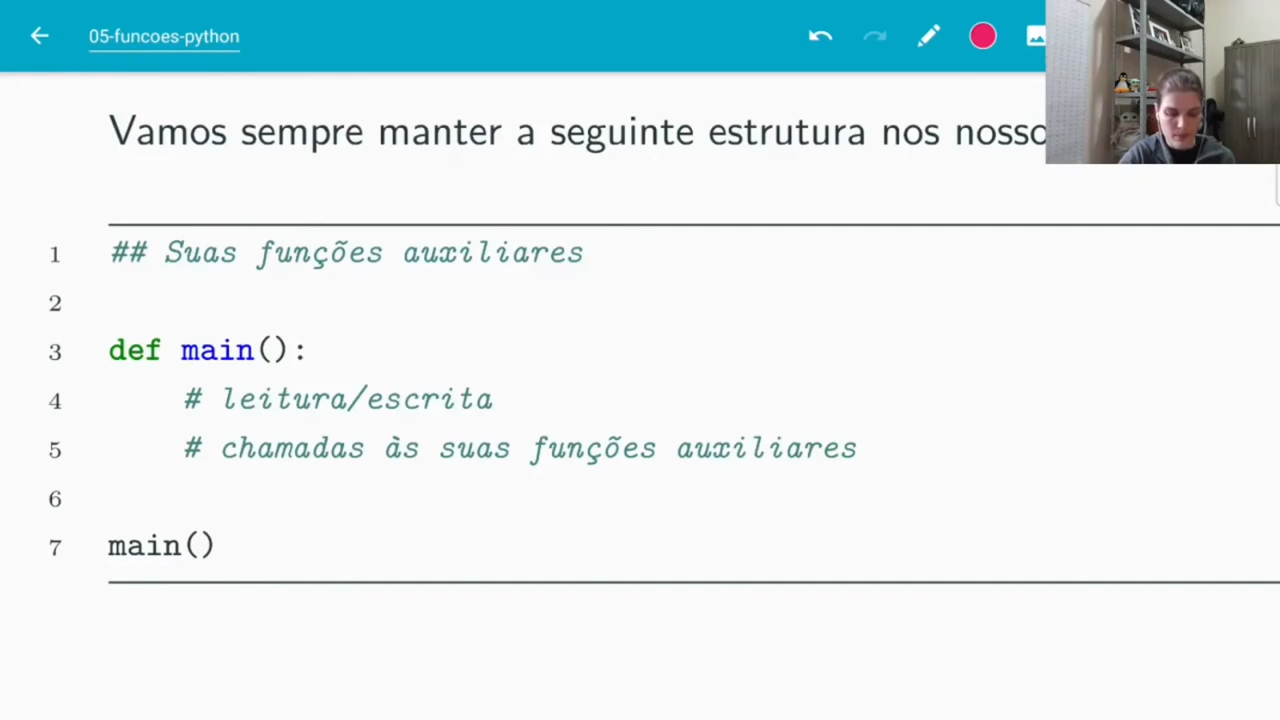 05-funcoes-python
Vamos sempre manter a seguinte estrutura nos nosso
1 ## Suas funções auxiliares
2
3 def main():
4 # leitura/escrita
5 # chamadas às suas funções auxiliares
6
7 main()